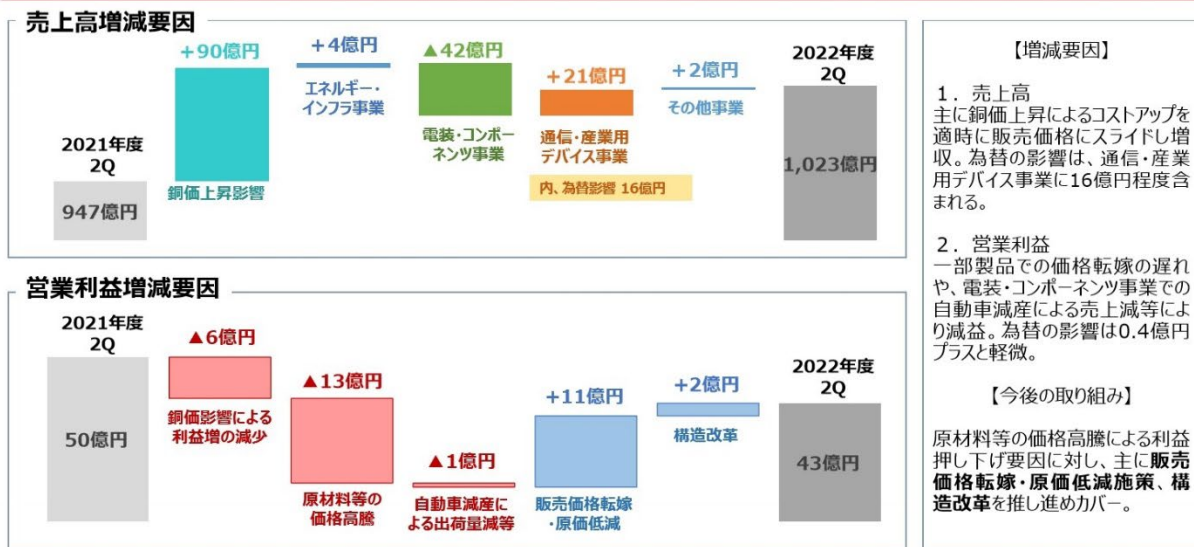 売上高増減要因
2021年度
2Q
947億円
+90億円
銅価上昇影響
+4億円
エネルギー・
インフラ事業
▲42億円
電装・コンポー
ネンツ事業
+21億円
通信・産業用
デバイス事業
内、為替影響 16億円
+2億円
その他事業
2022年度
2Q
1,023億円
営業利益増減要因
2021年度
2Q
50億円
▲6億円
銅価影響による
利益増の減少
▲13億円
原材料等の
価格高騰
▲1億円
自動車減産に
よる出荷量減等
+11億円
販売価格転嫁
・原価低減
+2億円
構造改革
2022年度
2Q
43億円
【増減要因】
1．売上高
主に銅価上昇によるコストアップを
適時に販売価格にスライドし増
収。為替の影響は、通信・産業
用デバイス事業に16億円程度含
まれる。
2．営業利益
一部製品での価格転嫁の遅れ
や、電装・コンポーネンツ事業での
自動車減産による売上減等によ
り減益。為替の影響は0.4億円
プラスと軽微。
【今後の取り組み】
原材料等の価格高騰による利益
押し下げ要因に対し、主に販売
価格転嫁・原価低減施策、構
造改革を推し進めカバー。